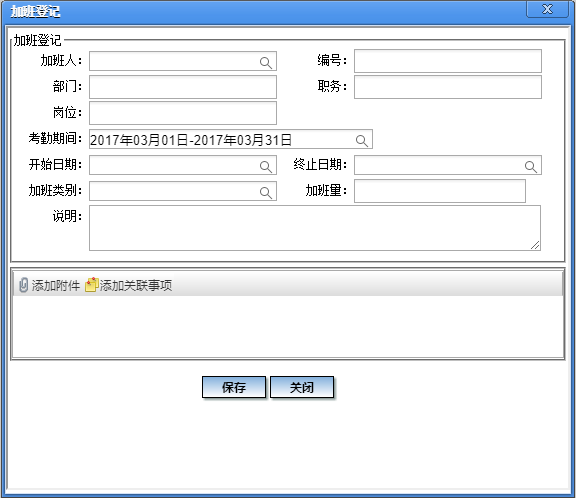 加班登记
加班登记
加班人： 编号：
部门： 职务：
岗位：
考勤期间： 2017年03月01日-2017年03月31日
开始日期： 终止日期：
加班类别： 加班量：
说明：
添加附件 添加关联事项
保存 关闭